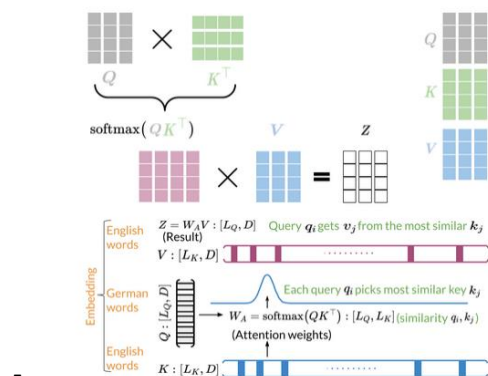 Q
K
V
Q
K⊤
softmax(QK⊤)
V
Z
English words
Z = W_A V : [L_Q, D]
Query q_i gets v_j from the most similar k_j
(Result)
V : [L_K, D]
Embedding
German words
Q : [L_Q, D]
Each query q_i picks most similar key k_j
W_A = softmax(QK⊤) : [L_Q, L_K] (similarity q_i, k_j)
(Attention weights)
English words
K : [L_K, D]